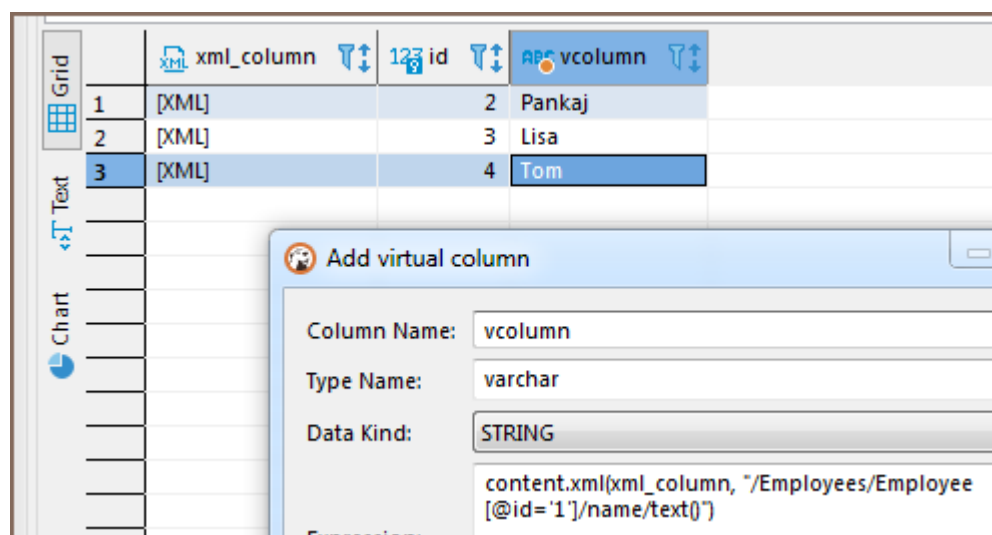 Grid
Text
Chart
XML xml_column 123 id ABC vcolumn
1 [XML] 2 Pankaj
2 [XML] 3 Lisa
3 [XML] 4 Tom
Add virtual column
Column Name: vcolumn
Type Name: varchar
Data Kind: STRING
content.xml(xml_column, "/Employees/Employee
[@id='1']/name/text()")
Expression: